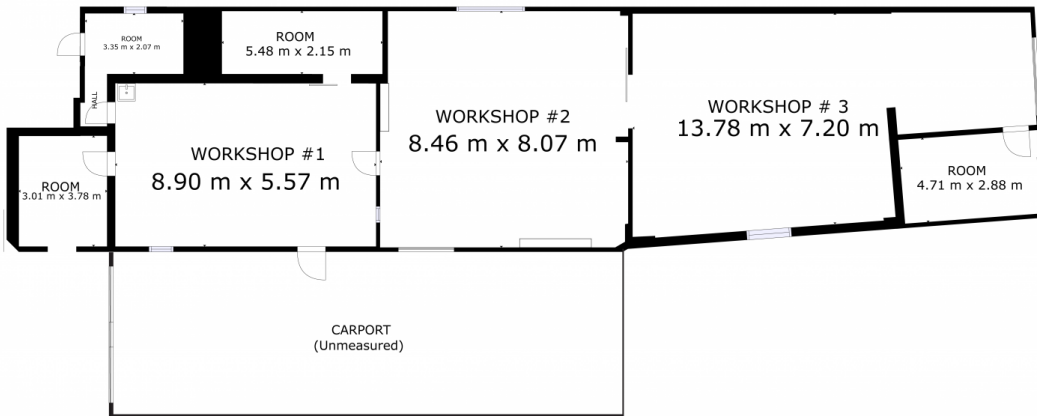 ROOM
3.35 m x 2.07 m
ROOM
5.48 m x 2.15 m
HALL
WORKSHOP #1
8.90 m x 5.57 m
WORKSHOP #2
8.46 m x 8.07 m
WORKSHOP # 3
13.78 m x 7.20 m
ROOM
3.01 m x 3.78 m
ROOM
4.71 m x 2.88 m
CARPORT
(Unmeasured)